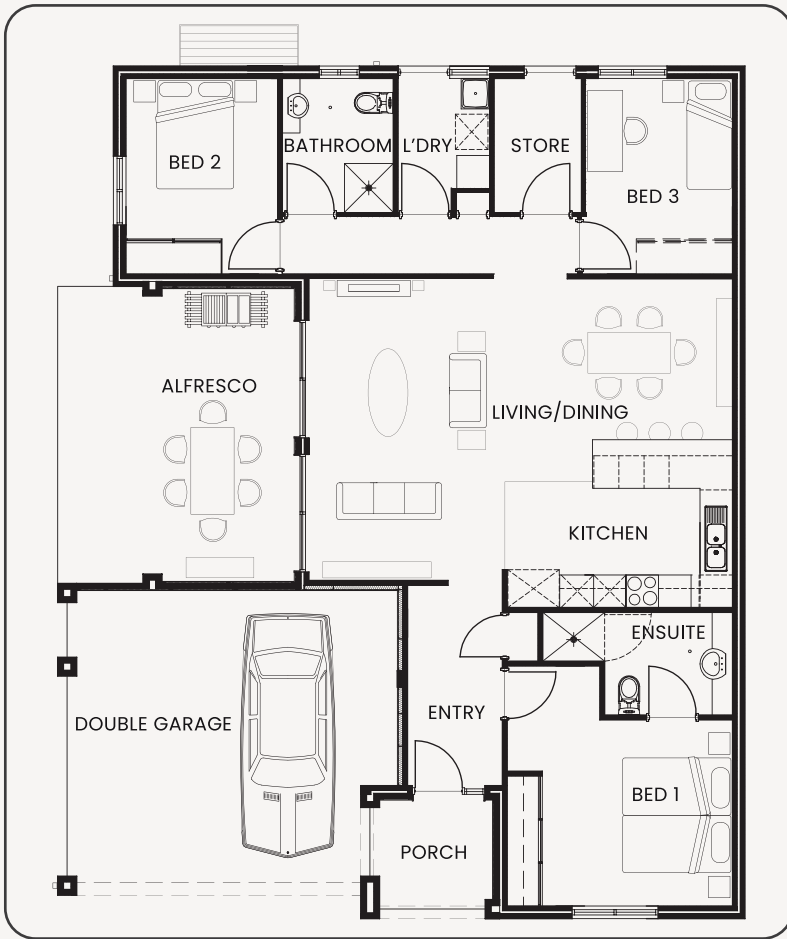 BED 2
BATHROOM
L'DRY
STORE
BED 3
ALFRESCO
LIVING/DINING
KITCHEN
ENSUITE
DOUBLE GARAGE
ENTRY
BED 1
PORCH